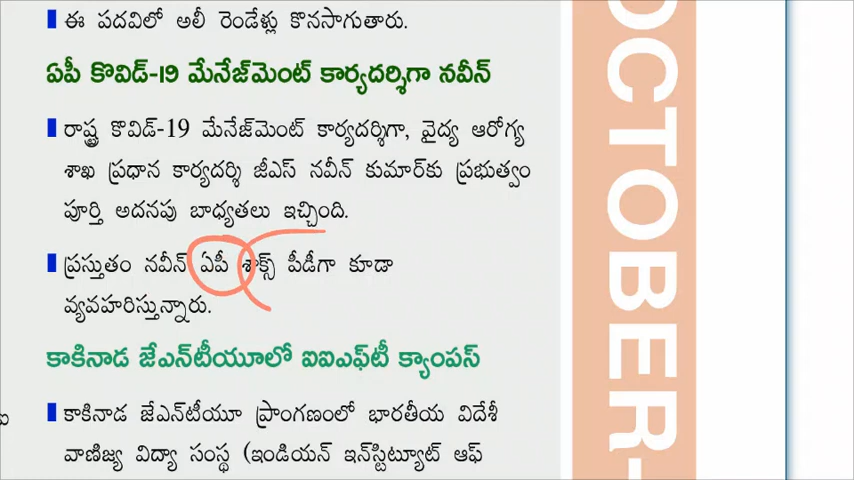 ఈ పదవిలో అలీ రెండేళ్లు కొనసాగుతారు.
ఏపీ కొవిడ్-19 మేనేజ్‌మెంట్ కార్యదర్శిగా నవీన్
రాష్ట్ర కొవిడ్-19 మేనేజ్‌మెంట్ కార్యదర్శిగా, వైద్య ఆరోగ్య
శాఖ ప్రధాన కార్యదర్శి జీఎస్ నవీన్ కుమార్‌కు ప్రభుత్వం
పూర్తి అదనపు బాధ్యతలు ఇచ్చింది.
ప్రస్తుతం నవీన్ ఏపీ శాక్స్ పీడీగా కూడా
వ్యవహరిస్తున్నారు.
కాకినాడ జేఎన్‌టీయూలో ఐఐఎఫ్‌టీ క్యాంపస్
కాకినాడ జేఎన్‌టీయూ ప్రాంగణంలో భారతీయ విదేశీ
వాణిజ్య విద్యా సంస్థ (ఇండియన్ ఇన్‌స్టిట్యూట్ ఆఫ్
OCTOBER-